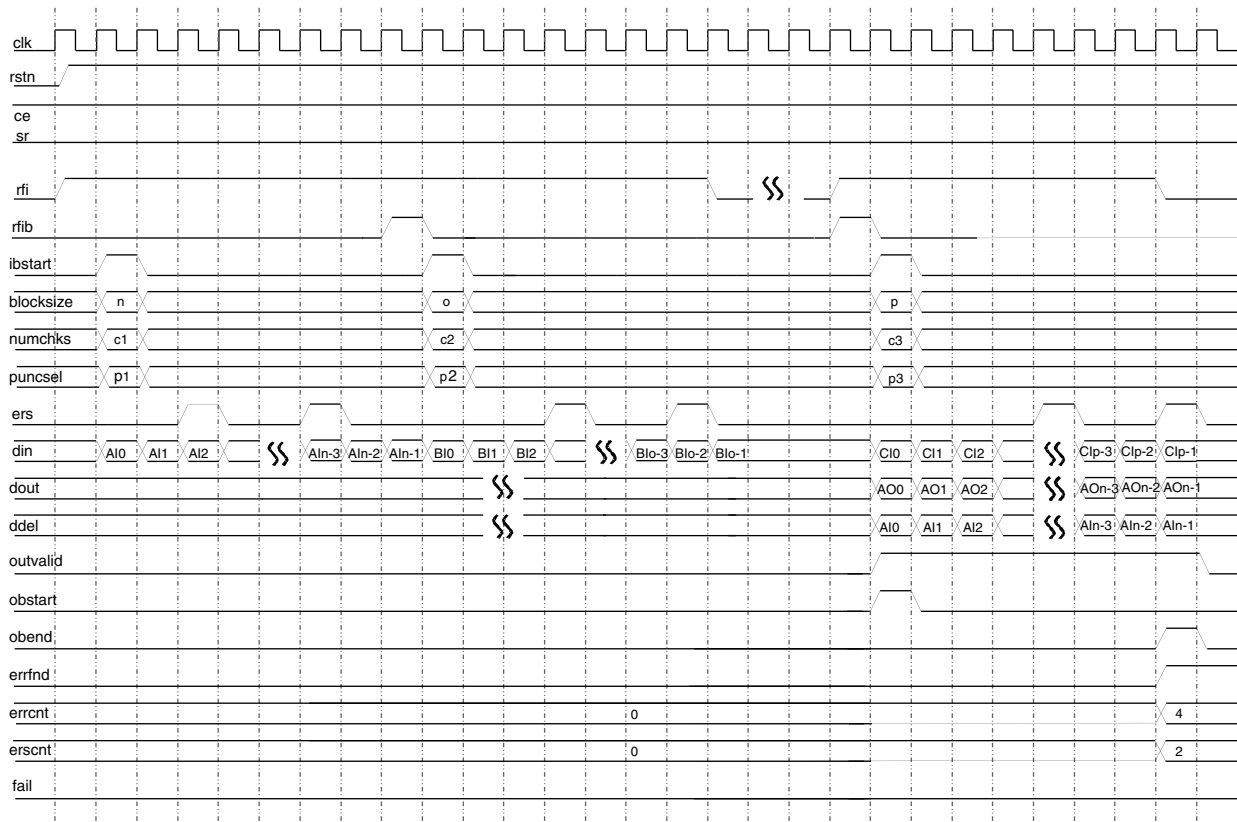 clk
rstn
ce
sr
rfi
rfib
ibstart
blocksize n o p
numchks c1 c2 c3
puncsel p1 p2 p3
ers
din AI0 AI1 AI2 AIn-3 AIn-2 AIn-1 BI0 BI1 BI2 BIo-3 BIo-2 BIo-1 CI0 CI1 CI2 CIp-3 CIp-2 CIp-1
dout AO0 AO1 AO2 AOn-3 AOn-2 AOn-1
ddel AI0 AI1 AI2 AIn-3 AIn-2 AIn-1
outvalid
obstart
obend
errfnd
errcnt 0 4
erscnt 0 2
fail